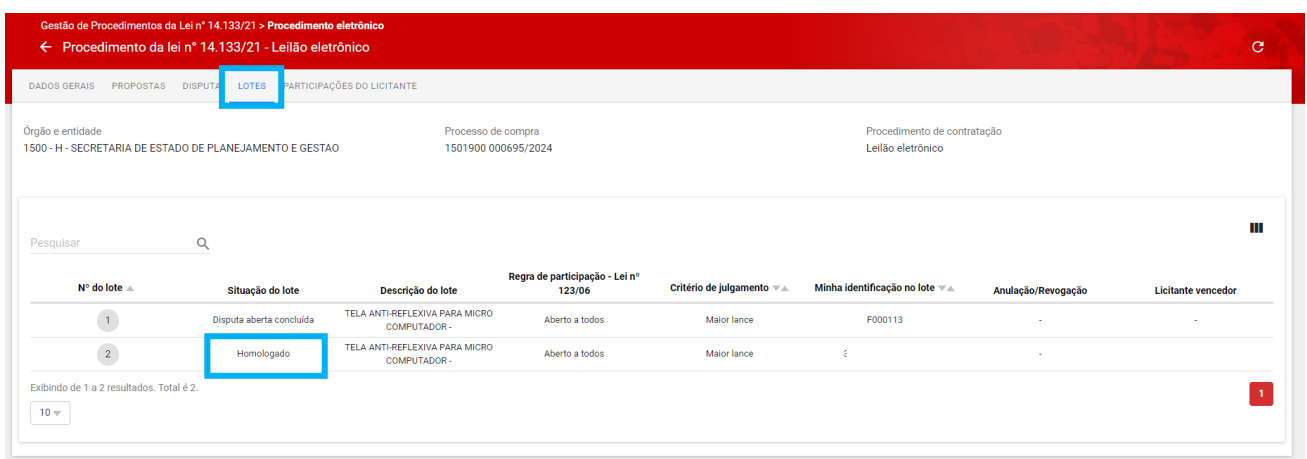 Gestão de Procedimentos da Lei n° 14.133/21 > Procedimento eletrônico
Procedimento da lei n° 14.133/21 - Leilão eletrônico
DADOS GERAIS PROPOSTAS DISPUTA LOTES PARTICIPAÇÕES DO LICITANTE
Órgão e entidade Processo de compra Procedimento de contratação
1500 - H - SECRETARIA DE ESTADO DE PLANEJAMENTO E GESTAO 1501900 000695/2024 Leilão eletrônico
Pesquisar
Nº do lote Situação do lote Descrição do lote Regra de participação - Lei nº 123/06 Critério de julgamento Minha identificação no lote Anulação/Revogação Licitante vencedor
1 Disputa aberta concluída TELA ANTI-REFLEXIVA PARA MICRO COMPUTADOR - Aberto a todos Maior lance F000113 - -
2 Homologado TELA ANTI-REFLEXIVA PARA MICRO COMPUTADOR - Aberto a todos Maior lance -
Exibindo de 1 a 2 resultados. Total é 2.
1
10